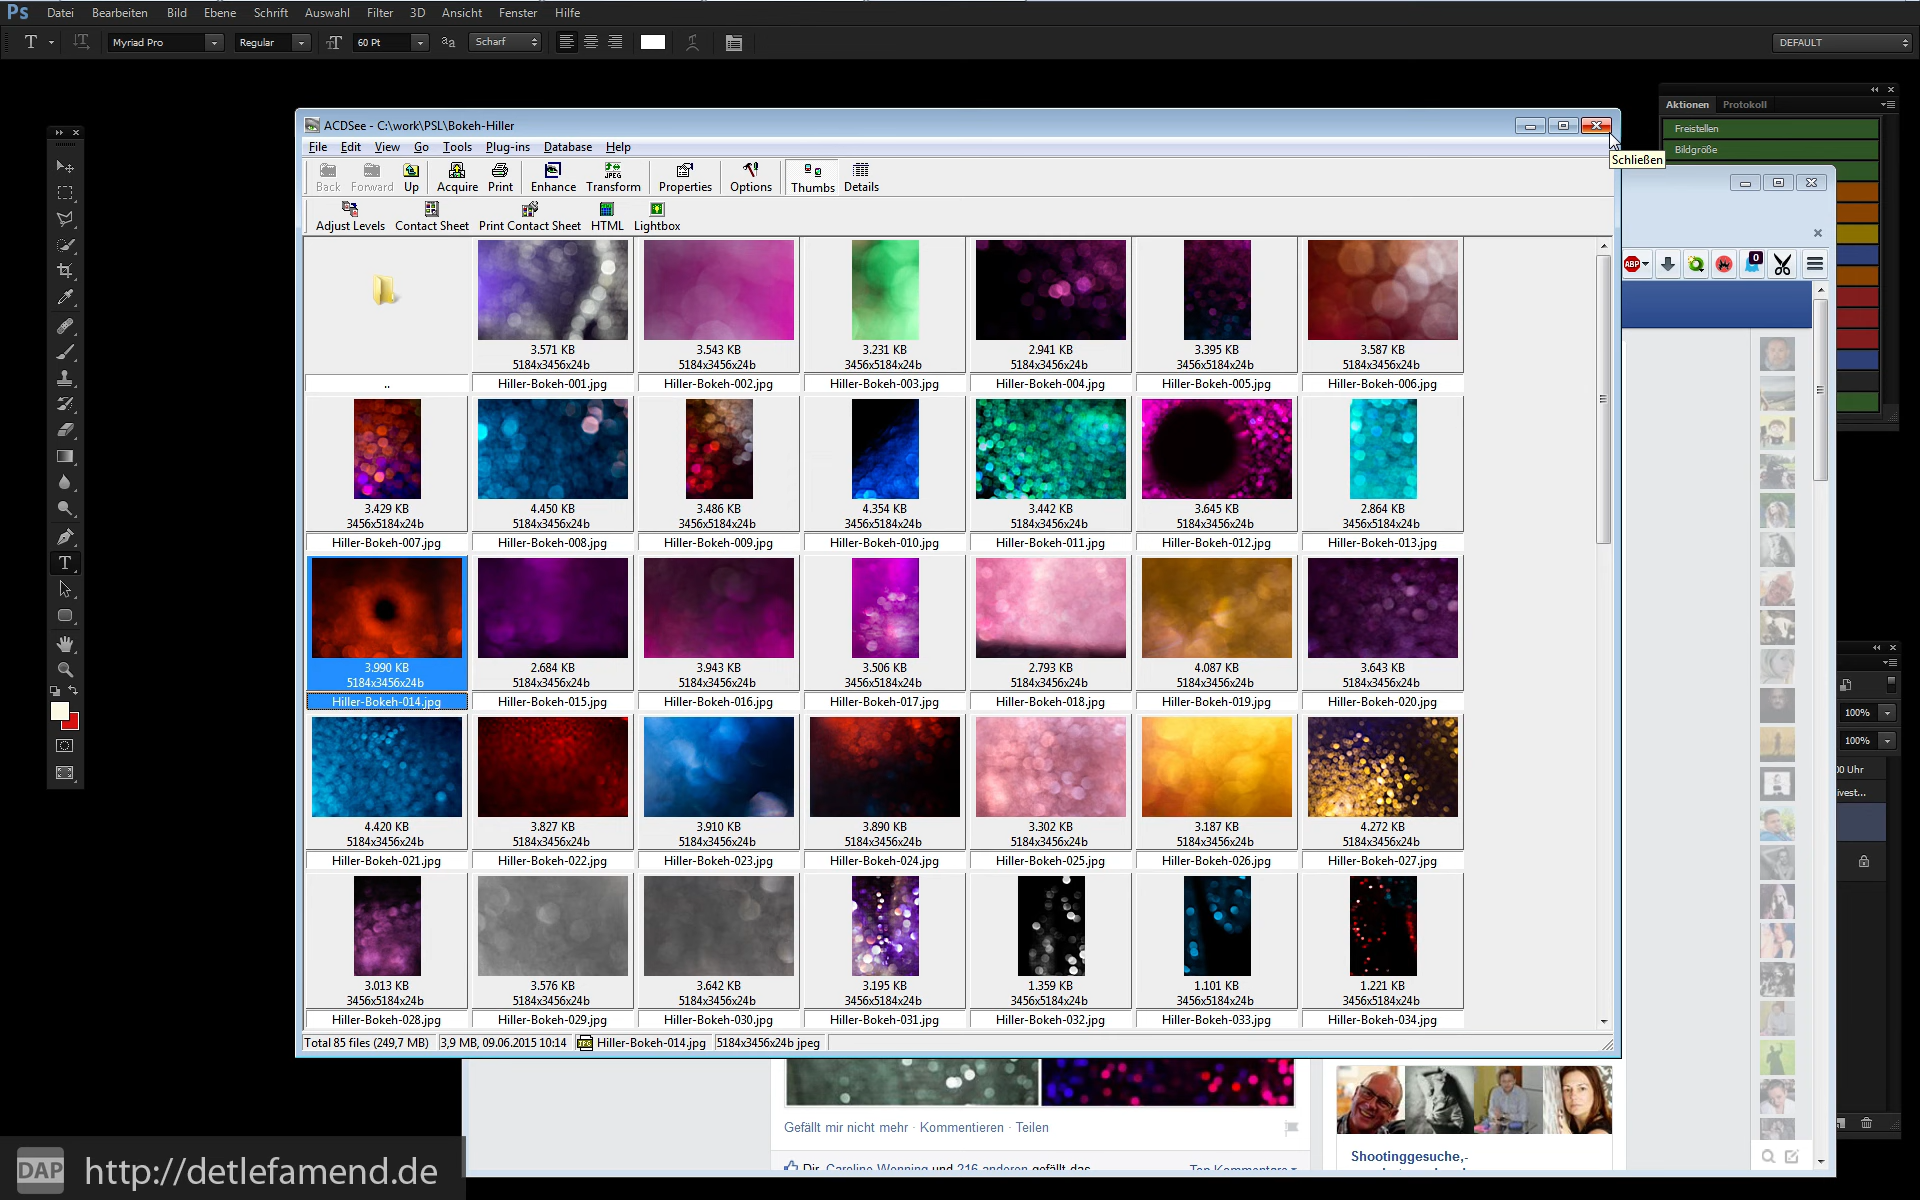 Ps Datei Bearbeiten Bild Ebene Schrift Auswahl Filter 3D Ansicht Fenster Hilfe
T Myriad Pro Regular 60 Pt Scharf DEFAULT
Aktionen Protokoll
ACDSee - C:\work\PSL\Bokeh-Hiller
Freistellen
File Edit View Go Tools Plug-ins Database Help
Bildgröße
Schließen
Back Forward Up Acquire Print Enhance Transform Properties Options Thumbs Details
Adjust Levels Contact Sheet Print Contact Sheet HTML Lightbox
ABP 0
3.571 KB 3.543 KB 3.231 KB 2.941 KB 3.395 KB 3.587 KB
5184x3456x24b 5184x3456x24b 3456x5184x24b 5184x3456x24b 3456x5184x24b 5184x3456x24b
.. Hiller-Bokeh-001.jpg Hiller-Bokeh-002.jpg Hiller-Bokeh-003.jpg Hiller-Bokeh-004.jpg Hiller-Bokeh-005.jpg Hiller-Bokeh-006.jpg
3.429 KB 4.450 KB 3.486 KB 4.354 KB 3.442 KB 3.645 KB 2.864 KB
3456x5184x24b 5184x3456x24b 3456x5184x24b 3456x5184x24b 5184x3456x24b 5184x3456x24b 3456x5184x24b
Hiller-Bokeh-007.jpg Hiller-Bokeh-008.jpg Hiller-Bokeh-009.jpg Hiller-Bokeh-010.jpg Hiller-Bokeh-011.jpg Hiller-Bokeh-012.jpg Hiller-Bokeh-013.jpg
3.990 KB 2.684 KB 3.943 KB 3.506 KB 2.793 KB 4.087 KB 3.643 KB
5184x3456x24b 5184x3456x24b 5184x3456x24b 3456x5184x24b 5184x3456x24b 5184x3456x24b 5184x3456x24b
Hiller-Bokeh-014.jpg Hiller-Bokeh-015.jpg Hiller-Bokeh-016.jpg Hiller-Bokeh-017.jpg Hiller-Bokeh-018.jpg Hiller-Bokeh-019.jpg Hiller-Bokeh-020.jpg
100%
100%
00 Uhr
ivest...
4.420 KB 3.827 KB 3.910 KB 3.890 KB 3.302 KB 3.187 KB 4.272 KB
5184x3456x24b 5184x3456x24b 5184x3456x24b 5184x3456x24b 5184x3456x24b 5184x3456x24b 5184x3456x24b
Hiller-Bokeh-021.jpg Hiller-Bokeh-022.jpg Hiller-Bokeh-023.jpg Hiller-Bokeh-024.jpg Hiller-Bokeh-025.jpg Hiller-Bokeh-026.jpg Hiller-Bokeh-027.jpg
3.013 KB 3.576 KB 3.642 KB 3.195 KB 1.359 KB 1.101 KB 1.221 KB
3456x5184x24b 5184x3456x24b 5184x3456x24b 3456x5184x24b 3456x5184x24b 3456x5184x24b 3456x5184x24b
Hiller-Bokeh-028.jpg Hiller-Bokeh-029.jpg Hiller-Bokeh-030.jpg Hiller-Bokeh-031.jpg Hiller-Bokeh-032.jpg Hiller-Bokeh-033.jpg Hiller-Bokeh-034.jpg
Total 85 files (249,7 MB) 3,9 MB, 09.06.2015 10:14 Hiller-Bokeh-014.jpg 5184x3456x24b jpeg
Gefällt mir nicht mehr · Kommentieren · Teilen
Shootinggesuche,-
Dir, Caroline Wenning und 216 anderen gefällt das. Top-Kommentare
DAP http://detlefamend.de